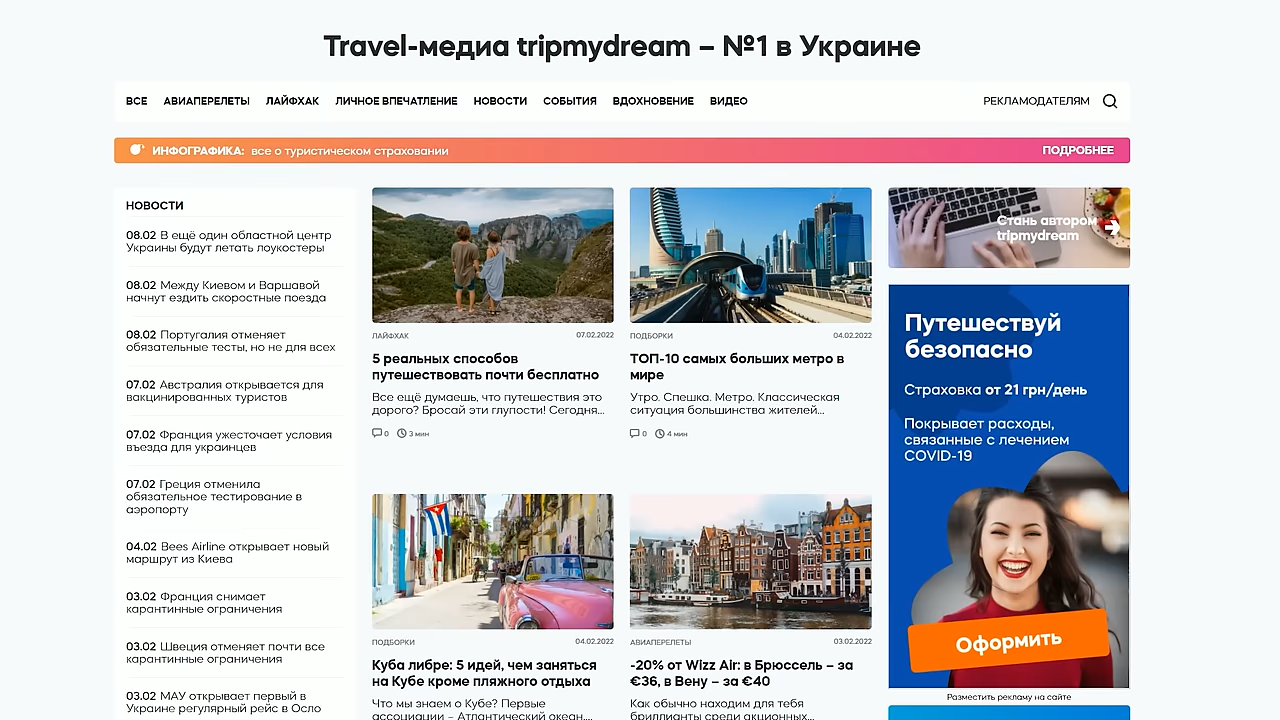 Travel-медиа tripmydream – №1 в Украине
ВСЕ АВИАПЕРЕЛЕТЫ ЛАЙФХАК ЛИЧНОЕ ВПЕЧАТЛЕНИЕ НОВОСТИ СОБЫТИЯ ВДОХНОВЕНИЕ ВИДЕО РЕКЛАМОДАТЕЛЯМ
ИНФОГРАФИКА: все о туристическом страховании ПОДРОБНЕЕ
НОВОСТИ
08.02 В ещё один областной центр
Украины будут летать лоукостеры
08.02 Между Киевом и Варшавой
начнут ездить скоростные поезда
08.02 Португалия отменяет
обязательные тесты, но не для всех
07.02 Австралия открывается для
вакцинированных туристов
07.02 Франция ужесточает условия
въезда для украинцев
07.02 Греция отменила
обязательное тестирование в
аэропорту
04.02 Bees Airline открывает новый
маршрут из Киева
03.02 Франция снимает
карантинные ограничения
03.02 Швеция отменяет почти все
карантинные ограничения
03.02 МАУ открывает первый в
Украине регулярный рейс в Осло
ЛАЙФХАК 07.02.2022
5 реальных способов
путешествовать почти бесплатно
Все ещё думаешь, что путешествия это
дорого? Бросай эти глупости! Сегодня...
0 3 мин
ПОДБОРКИ 04.02.2022
ТОП-10 самых больших метро в
мире
Утро. Спешка. Метро. Классическая
ситуация большинства жителей...
0 4 мин
ПОДБОРКИ 04.02.2022
Куба либре: 5 идей, чем заняться
на Кубе кроме пляжного отдыха
Что мы знаем о Кубе? Первые
ассоциации – Атлантический океан,...
АВИАПЕРЕЛЕТЫ 03.02.2022
-20% от Wizz Air: в Брюссель – за
€36, в Вену – за €40
Как обычно находим для тебя
бриллианты среди акционных...
Стань автором
tripmydream
Путешествуй
безопасно
Страховка от 21 грн/день
Покрывает расходы,
связанные с лечением
COVID-19
Оформить
Разместить рекламу на сайте